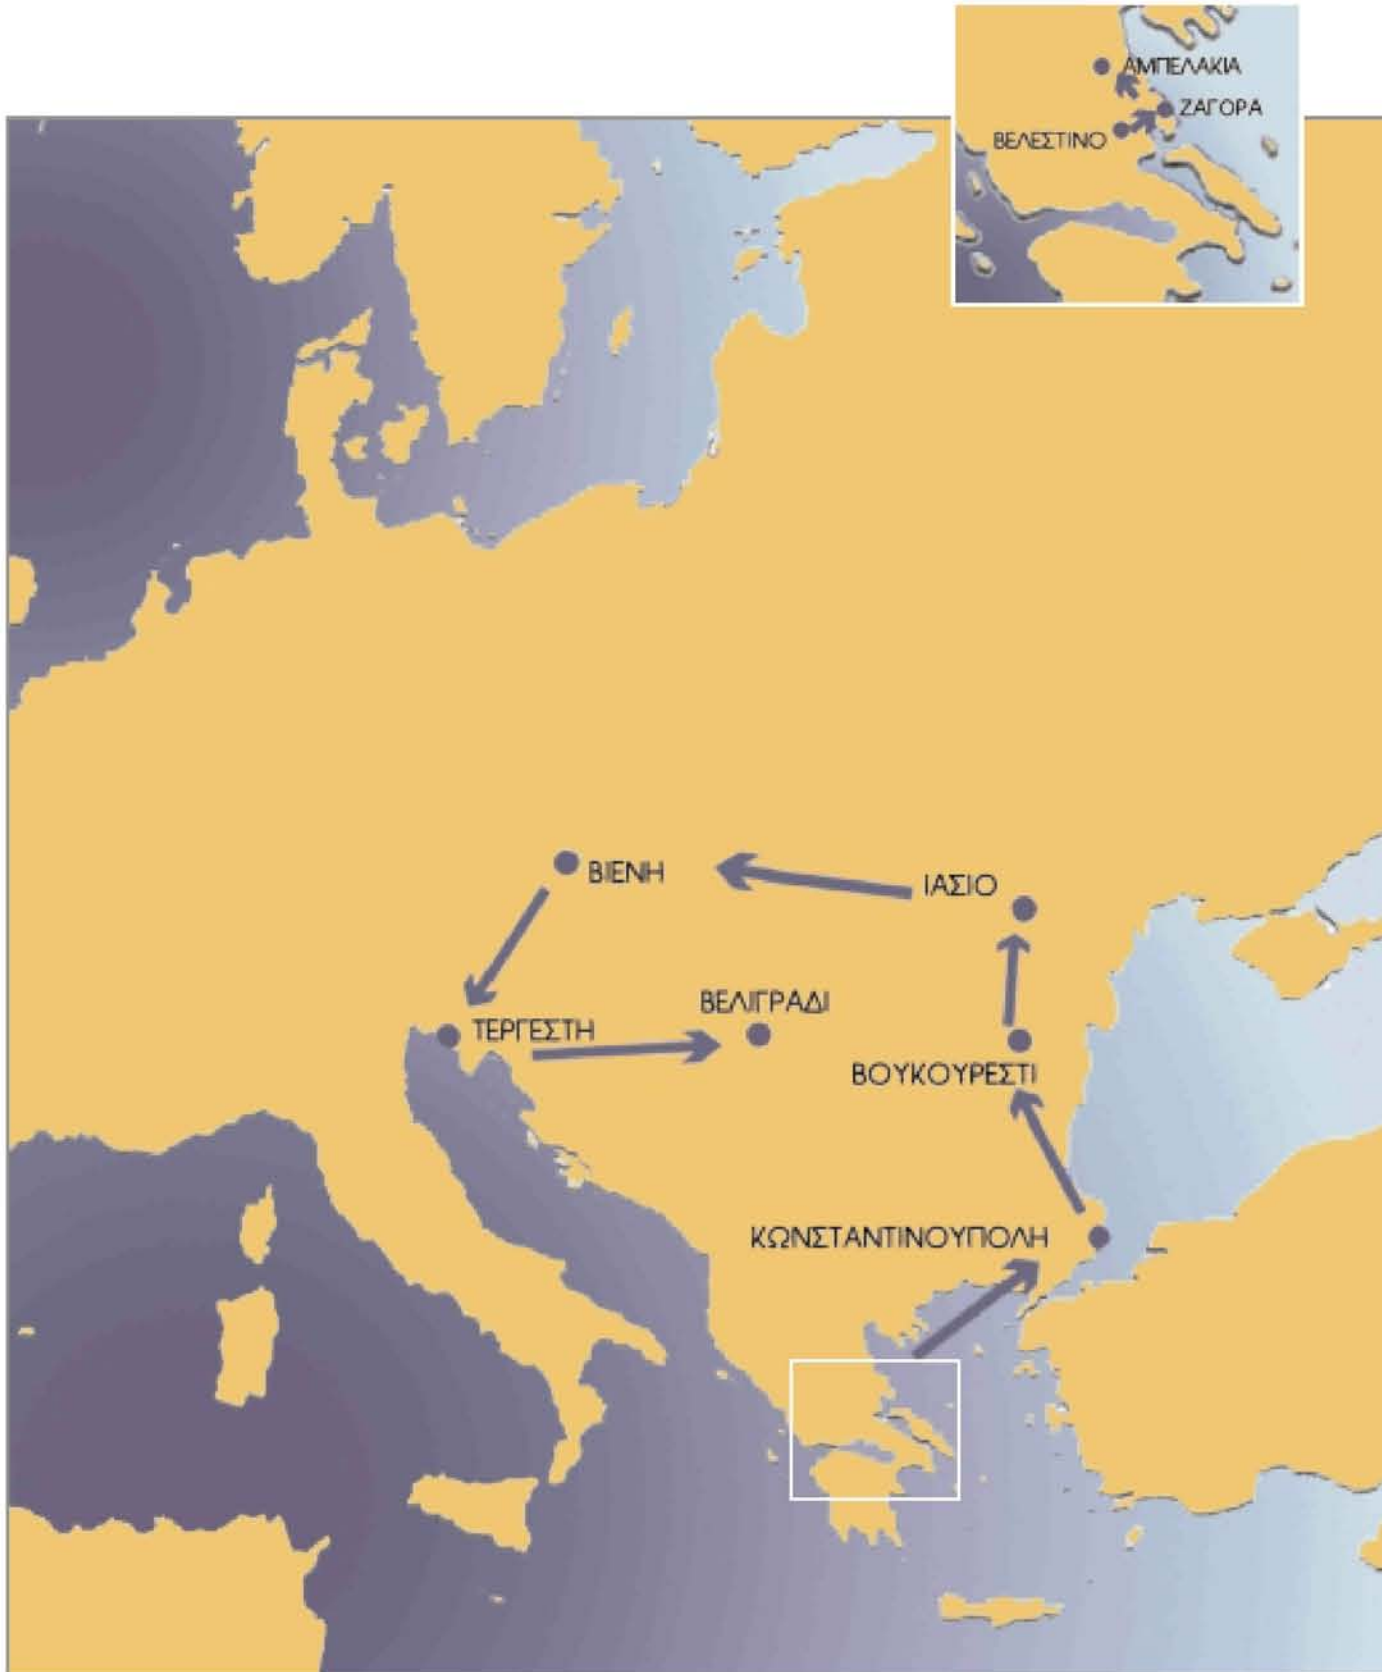 ΑΜΠΕΛΑΚΙΑ
ΖΑΓΟΡΑ
ΒΕΛΕΣΤΙΝΟ
ΒΙΕΝΗ
ΙΑΣΙΟ
ΒΕΛΙΓΡΑΔΙ
ΤΕΡΓΕΣΤΗ
ΒΟΥΚΟΥΡΕΣΤΙ
ΚΩΝΣΤΑΝΤΙΝΟΥΠΟΛΗ